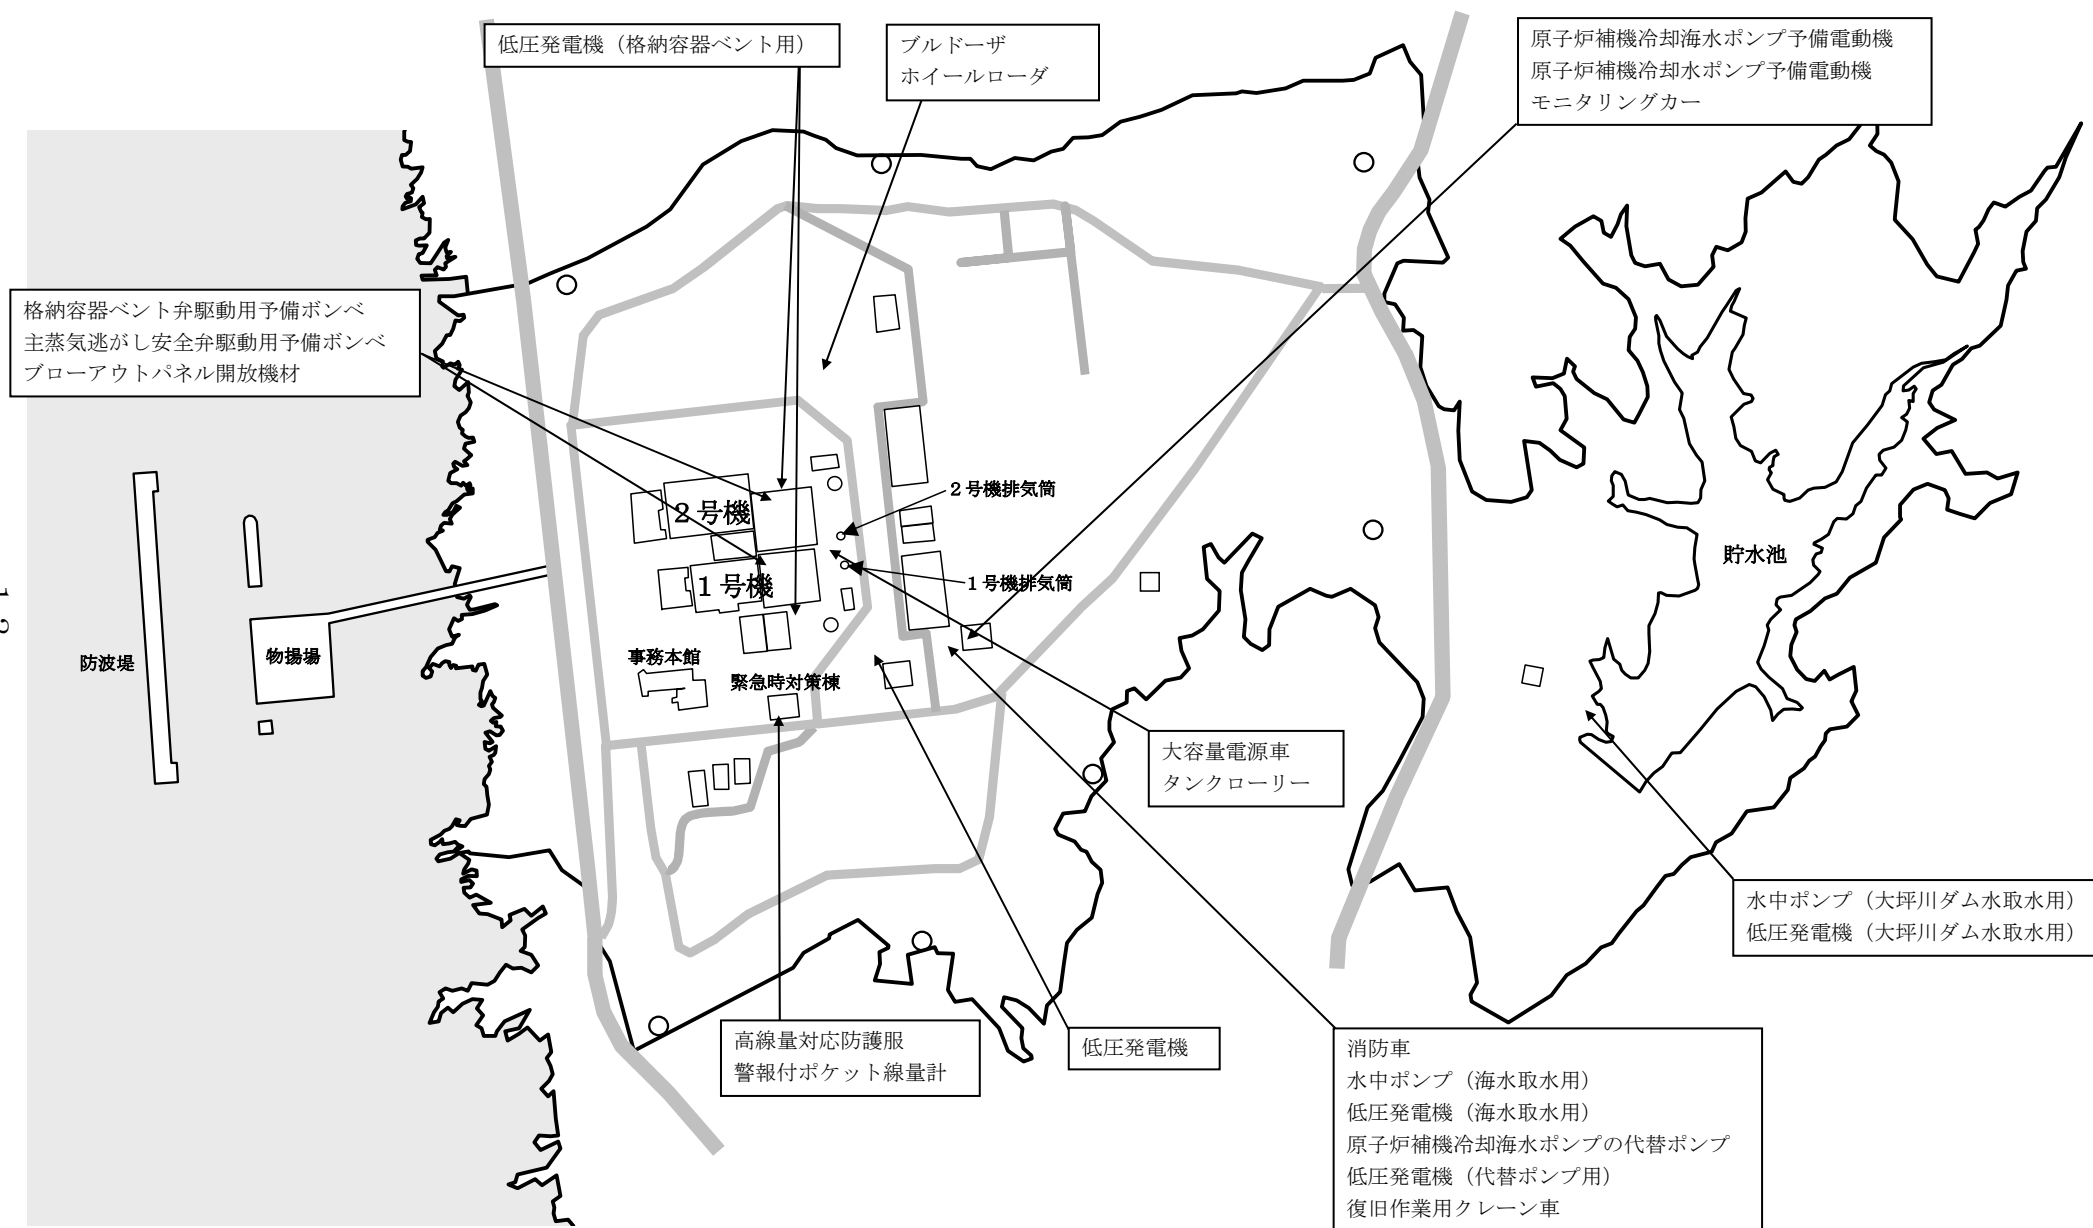 低圧発電機（格納容器ベント用）
ブルドーザ
ホイールローダ
原子炉補機冷却海水ポンプ予備電動機
原子炉補機冷却水ポンプ予備電動機
モニタリングカー
格納容器ベント弁駆動用予備ボンベ
主蒸気逃がし安全弁駆動用予備ボンベ
ブローアウトパネル開放機材
２号機
２号機排気筒
貯水池
１号機
１号機排気筒
防波堤
物揚場
事務本館
緊急時対策棟
大容量電源車
タンクローリー
水中ポンプ（大坪川ダム水取水用）
低圧発電機（大坪川ダム水取水用）
高線量対応防護服
警報付ポケット線量計
低圧発電機
消防車
水中ポンプ（海水取水用）
低圧発電機（海水取水用）
原子炉補機冷却海水ポンプの代替ポンプ
低圧発電機（代替ポンプ用）
復旧作業用クレーン車